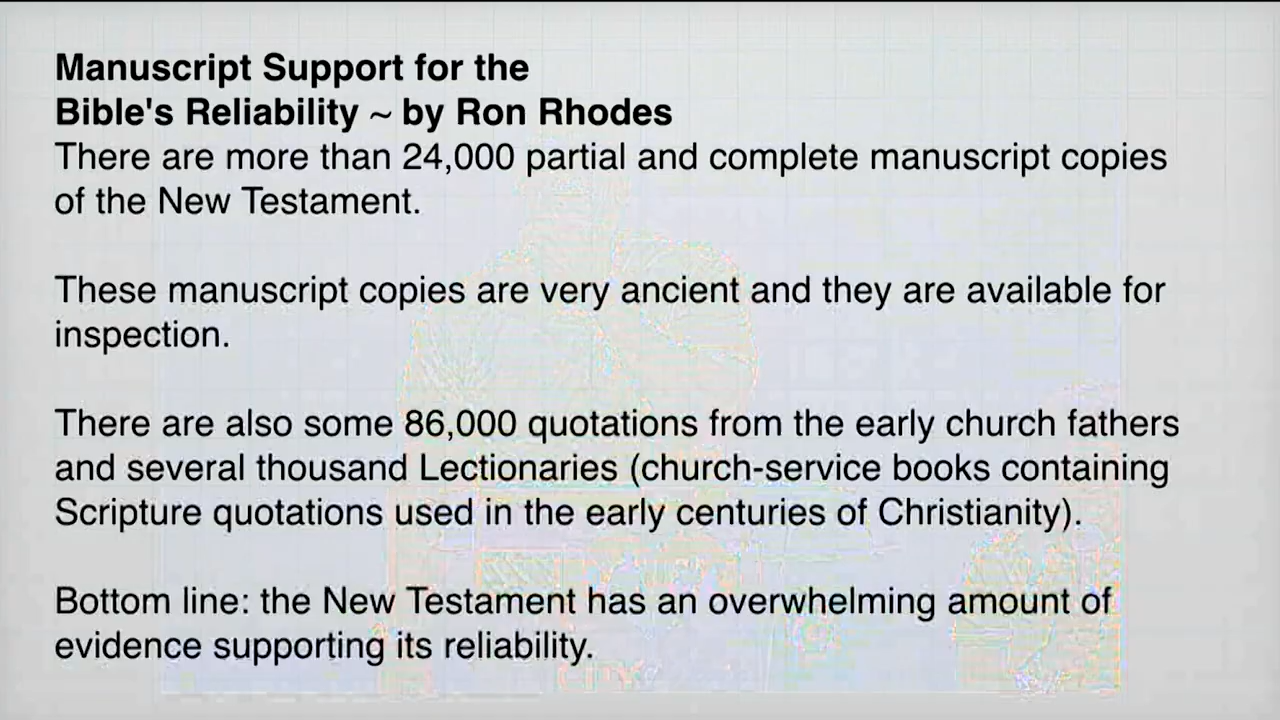 Manuscript Support for the
Bible's Reliability ~ by Ron Rhodes
There are more than 24,000 partial and complete manuscript copies
of the New Testament.
These manuscript copies are very ancient and they are available for
inspection.
There are also some 86,000 quotations from the early church fathers
and several thousand Lectionaries (church-service books containing
Scripture quotations used in the early centuries of Christianity).
Bottom line: the New Testament has an overwhelming amount of
evidence supporting its reliability.